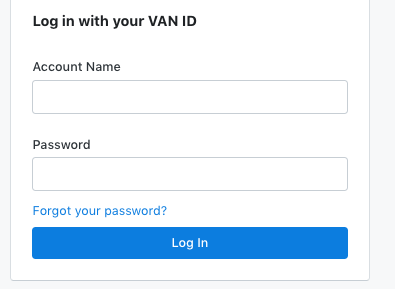 Log in with your VAN ID
Account Name
Password
Forgot your password?
Log In